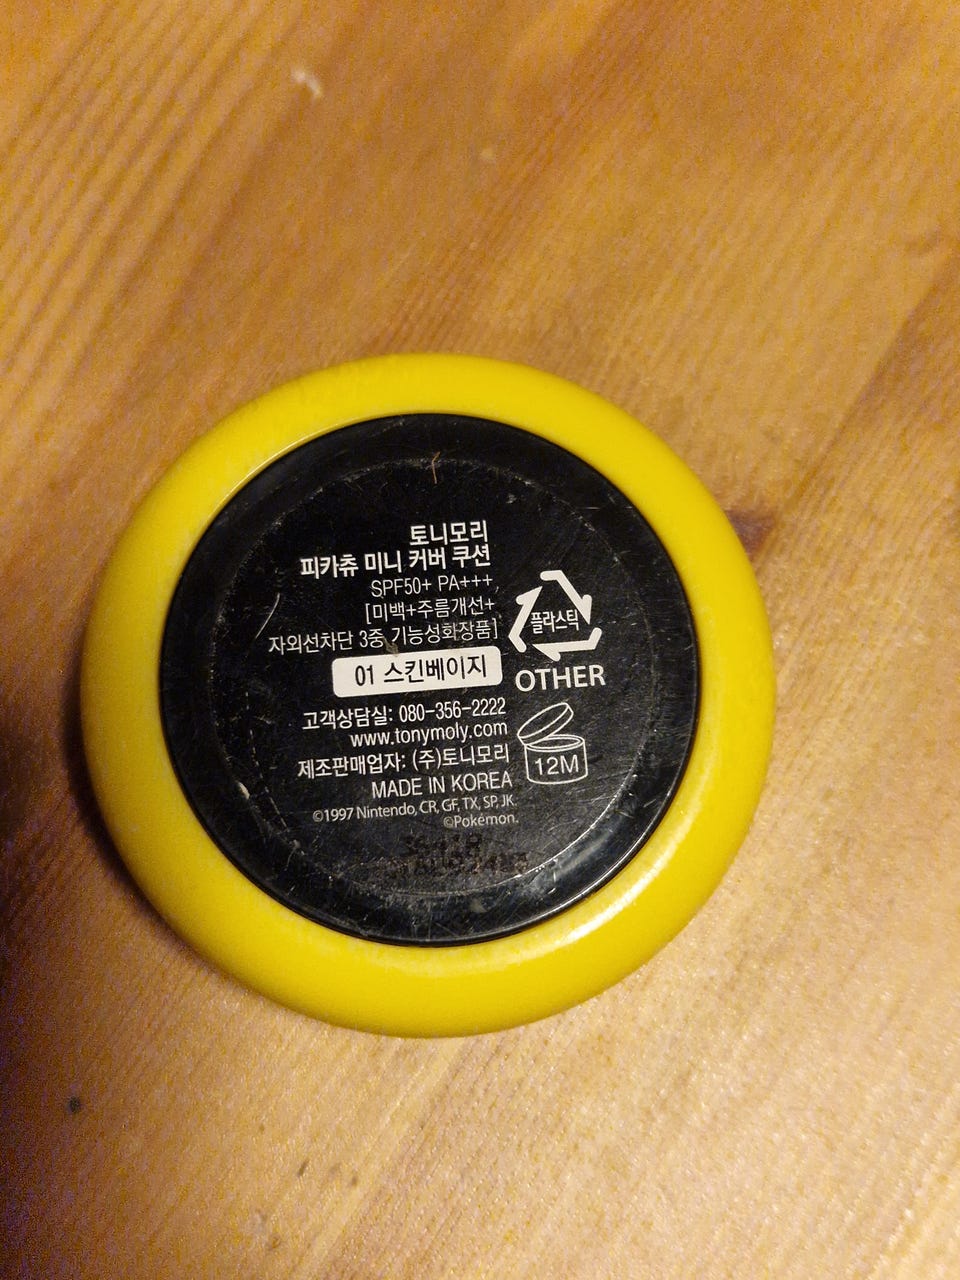 토니모리
피카츄 미니 커버 쿠션
SPF50+ PA+++
[미백+주름개선+
자외선차단 3중 기능성화장품]
01 스킨베이지
플라스틱
OTHER
고객상담실: 080-356-2222
www.tonymoly.com
제조판매업자: (주)토니모리
12M
MADE IN KOREA
©1997 Nintendo, CR, GF, TX, SP, JK.
©Pokémon.